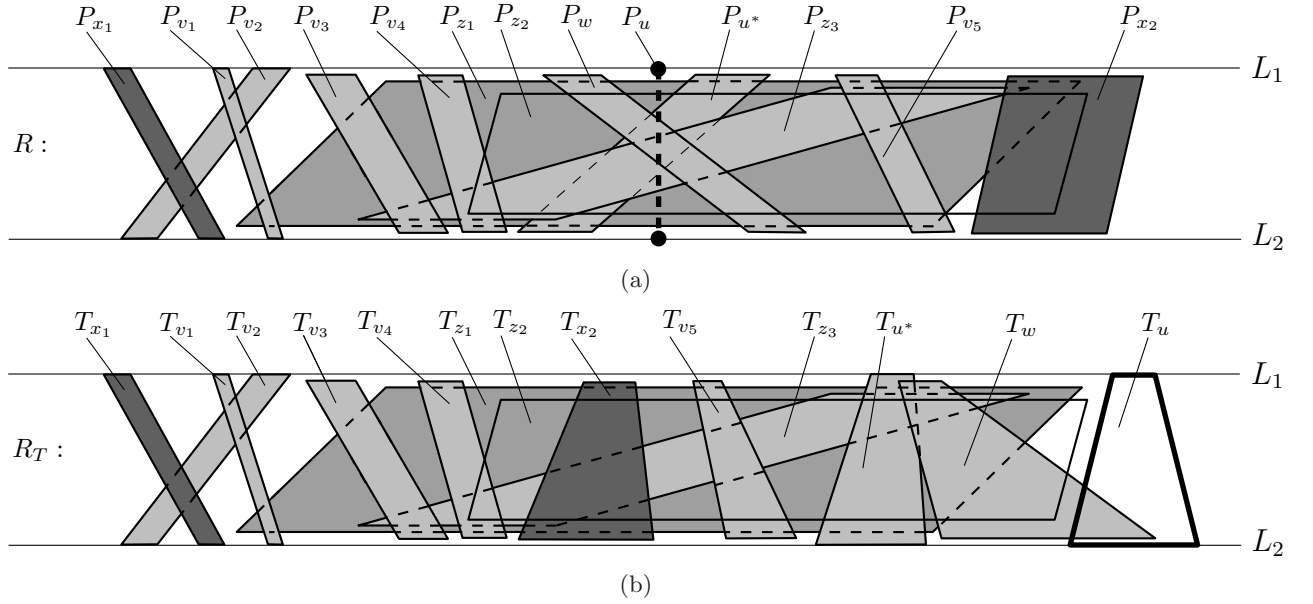 P_{x_1} P_{v_1} P_{v_2} P_{v_3} P_{v_4} P_{z_1} P_{z_2} P_w P_u P_{u^*} P_{z_3} P_{v_5} P_{x_2}
L_1
R :
L_2
(a)
T_{x_1} T_{v_1} T_{v_2} T_{v_3} T_{v_4} T_{z_1} T_{z_2} T_{x_2} T_{v_5} T_{z_3} T_{u^*} T_w T_u
L_1
R_T :
L_2
(b)